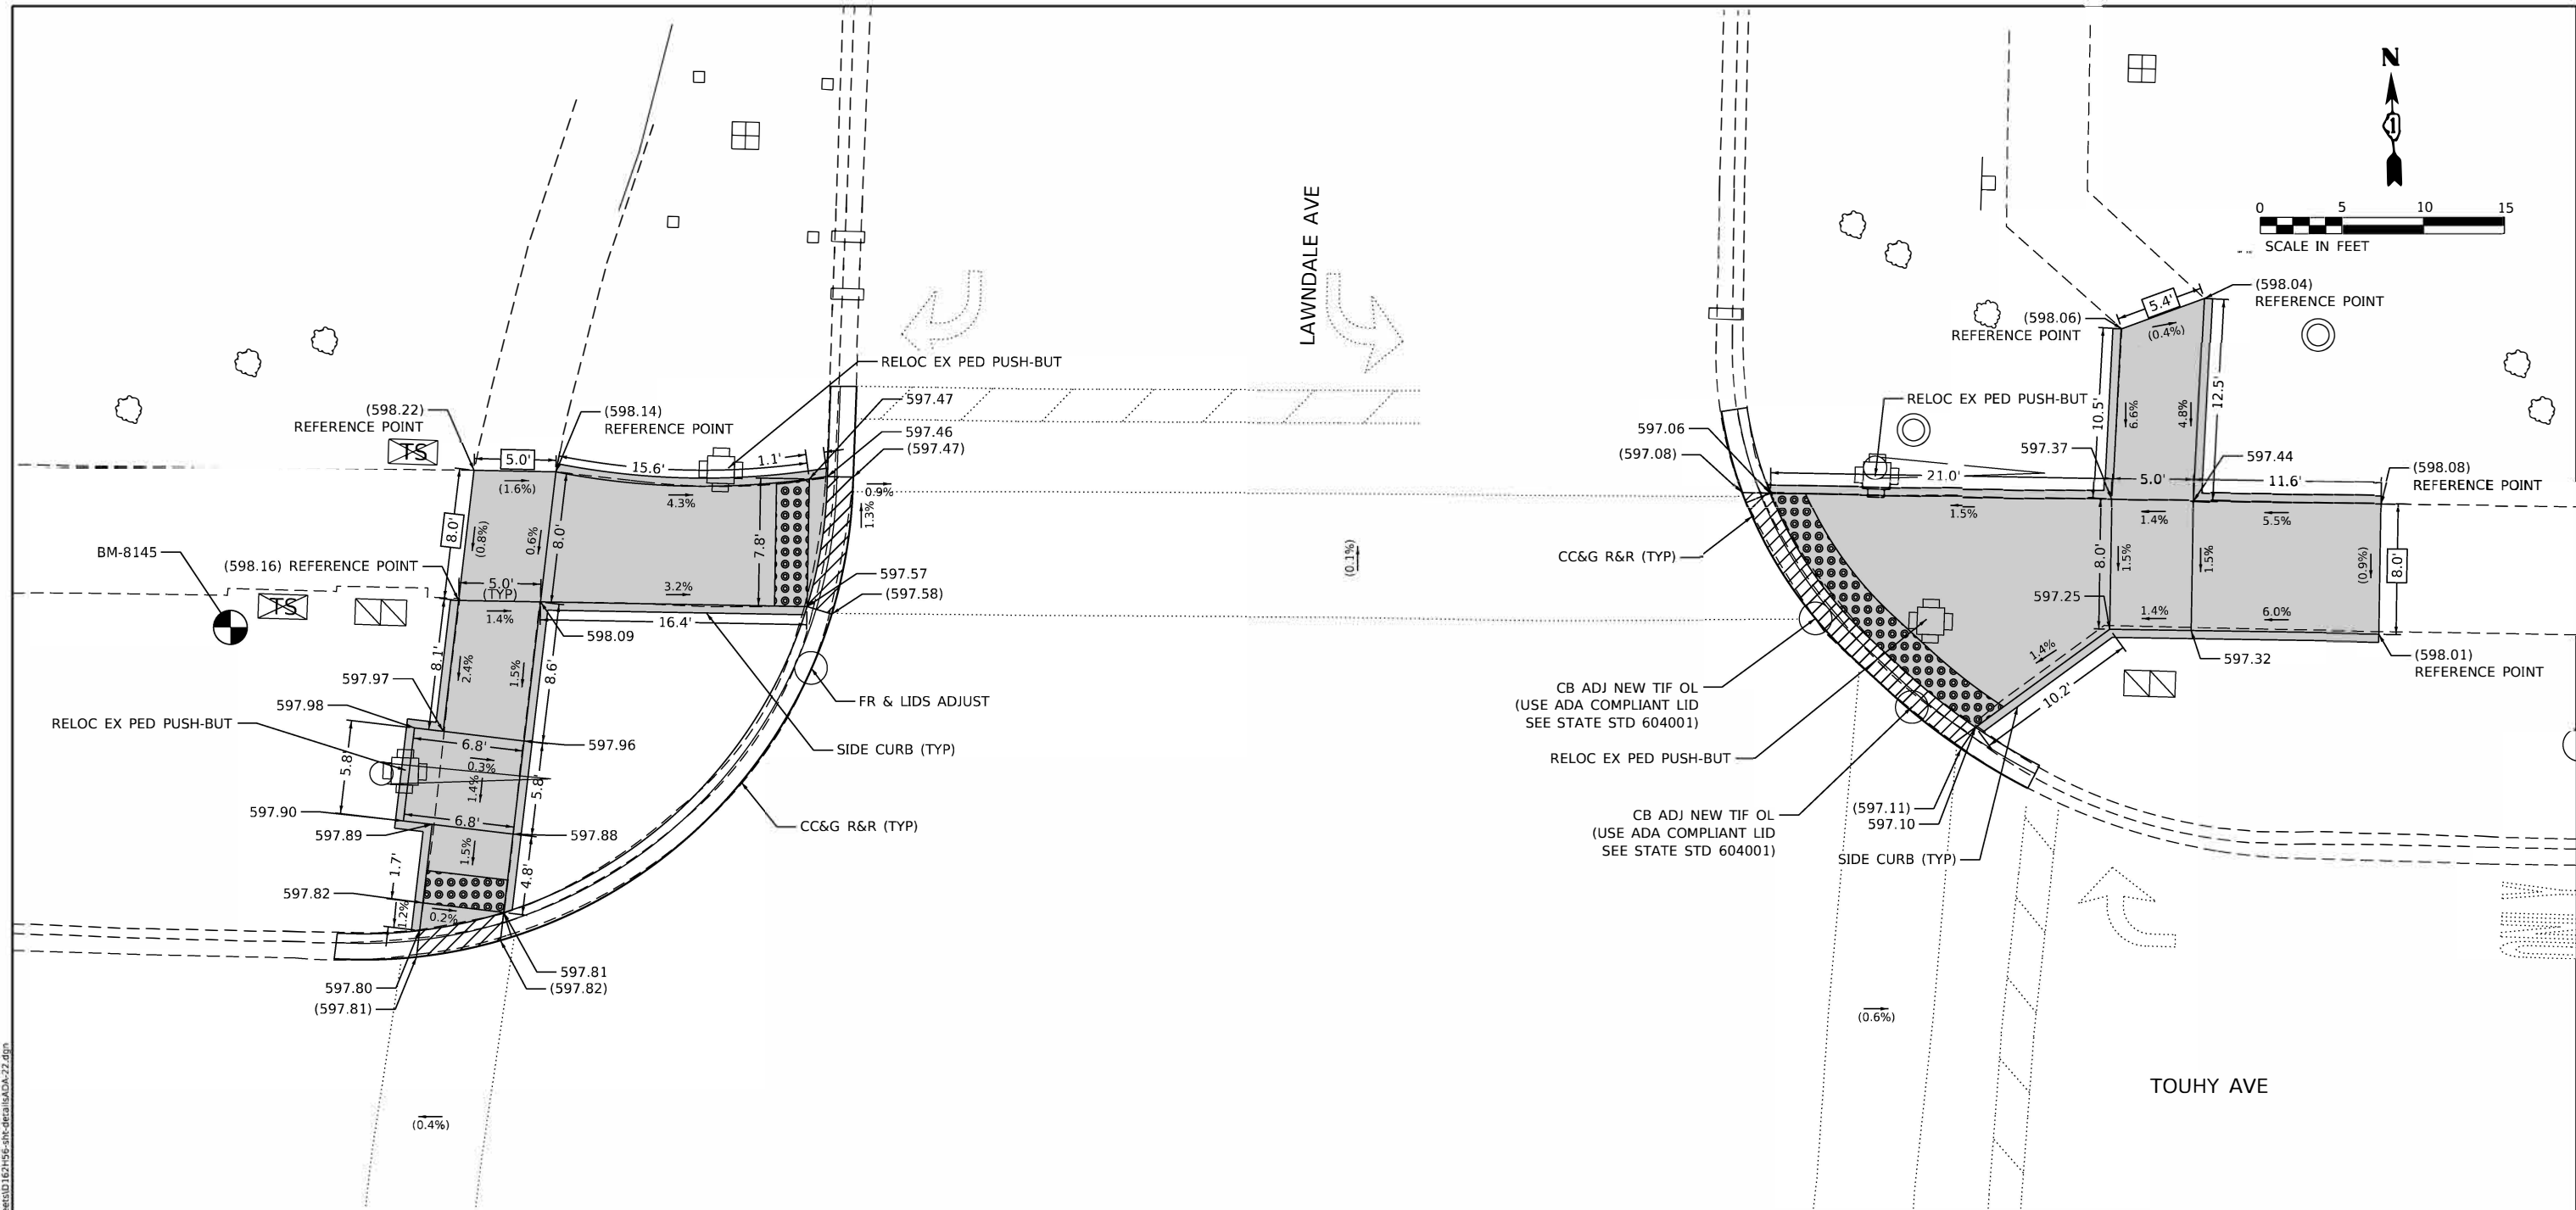 N
1
0 5 10 15
SCALE IN FEET
LAWNDALE AVE
TOUHY AVE
RELOC EX PED PUSH-BUT
(598.22)
REFERENCE POINT
TS
5.0'
(1.6%)
(598.14)
REFERENCE POINT
15.6'
1.1'
4.3%
597.47
597.46
(597.47)
0.9%
1.3%
8.0'
(0.8%)
0.6%
8.0'
7.8'
BM-8145
(598.16) REFERENCE POINT
TS
5.0'
(TYP)
1.4%
3.2%
16.4'
597.57
(597.58)
598.09
8.1'
2.4%
1.5%
8.6'
597.97
597.98
RELOC EX PED PUSH-BUT
6.8'
0.3%
1.4%
5.8'
5.8'
597.96
FR & LIDS ADJUST
SIDE CURB (TYP)
CC&G R&R (TYP)
597.90
597.89
6.8'
597.88
1.5%
1.7'
4.8'
597.82
1.2%
0.2%
597.81
(597.82)
597.80
(597.81)
(0.4%)
(0.1%)
(598.04)
REFERENCE POINT
5.4'
(0.4%)
(598.06)
REFERENCE POINT
RELOC EX PED PUSH-BUT
10.5'
6.6%
4.8%
12.5'
597.06
(597.08)
597.37
597.44
21.0'
5.0'
11.6'
(598.08)
REFERENCE POINT
1.5%
1.4%
5.5%
CC&G R&R (TYP)
8.0'
1.5%
1.5%
(0.9%)
8.0'
597.25
1.4%
6.0%
1.4%
597.32
(598.01)
REFERENCE POINT
10.2'
CB ADJ NEW TIF OL
(USE ADA COMPLIANT LID
SEE STATE STD 604001)
RELOC EX PED PUSH-BUT
CB ADJ NEW TIF OL
(USE ADA COMPLIANT LID
SEE STATE STD 604001)
(597.11)
597.10
SIDE CURB (TYP)
(0.6%)
eets\D162H56-sht-detailsADA-22.dgn